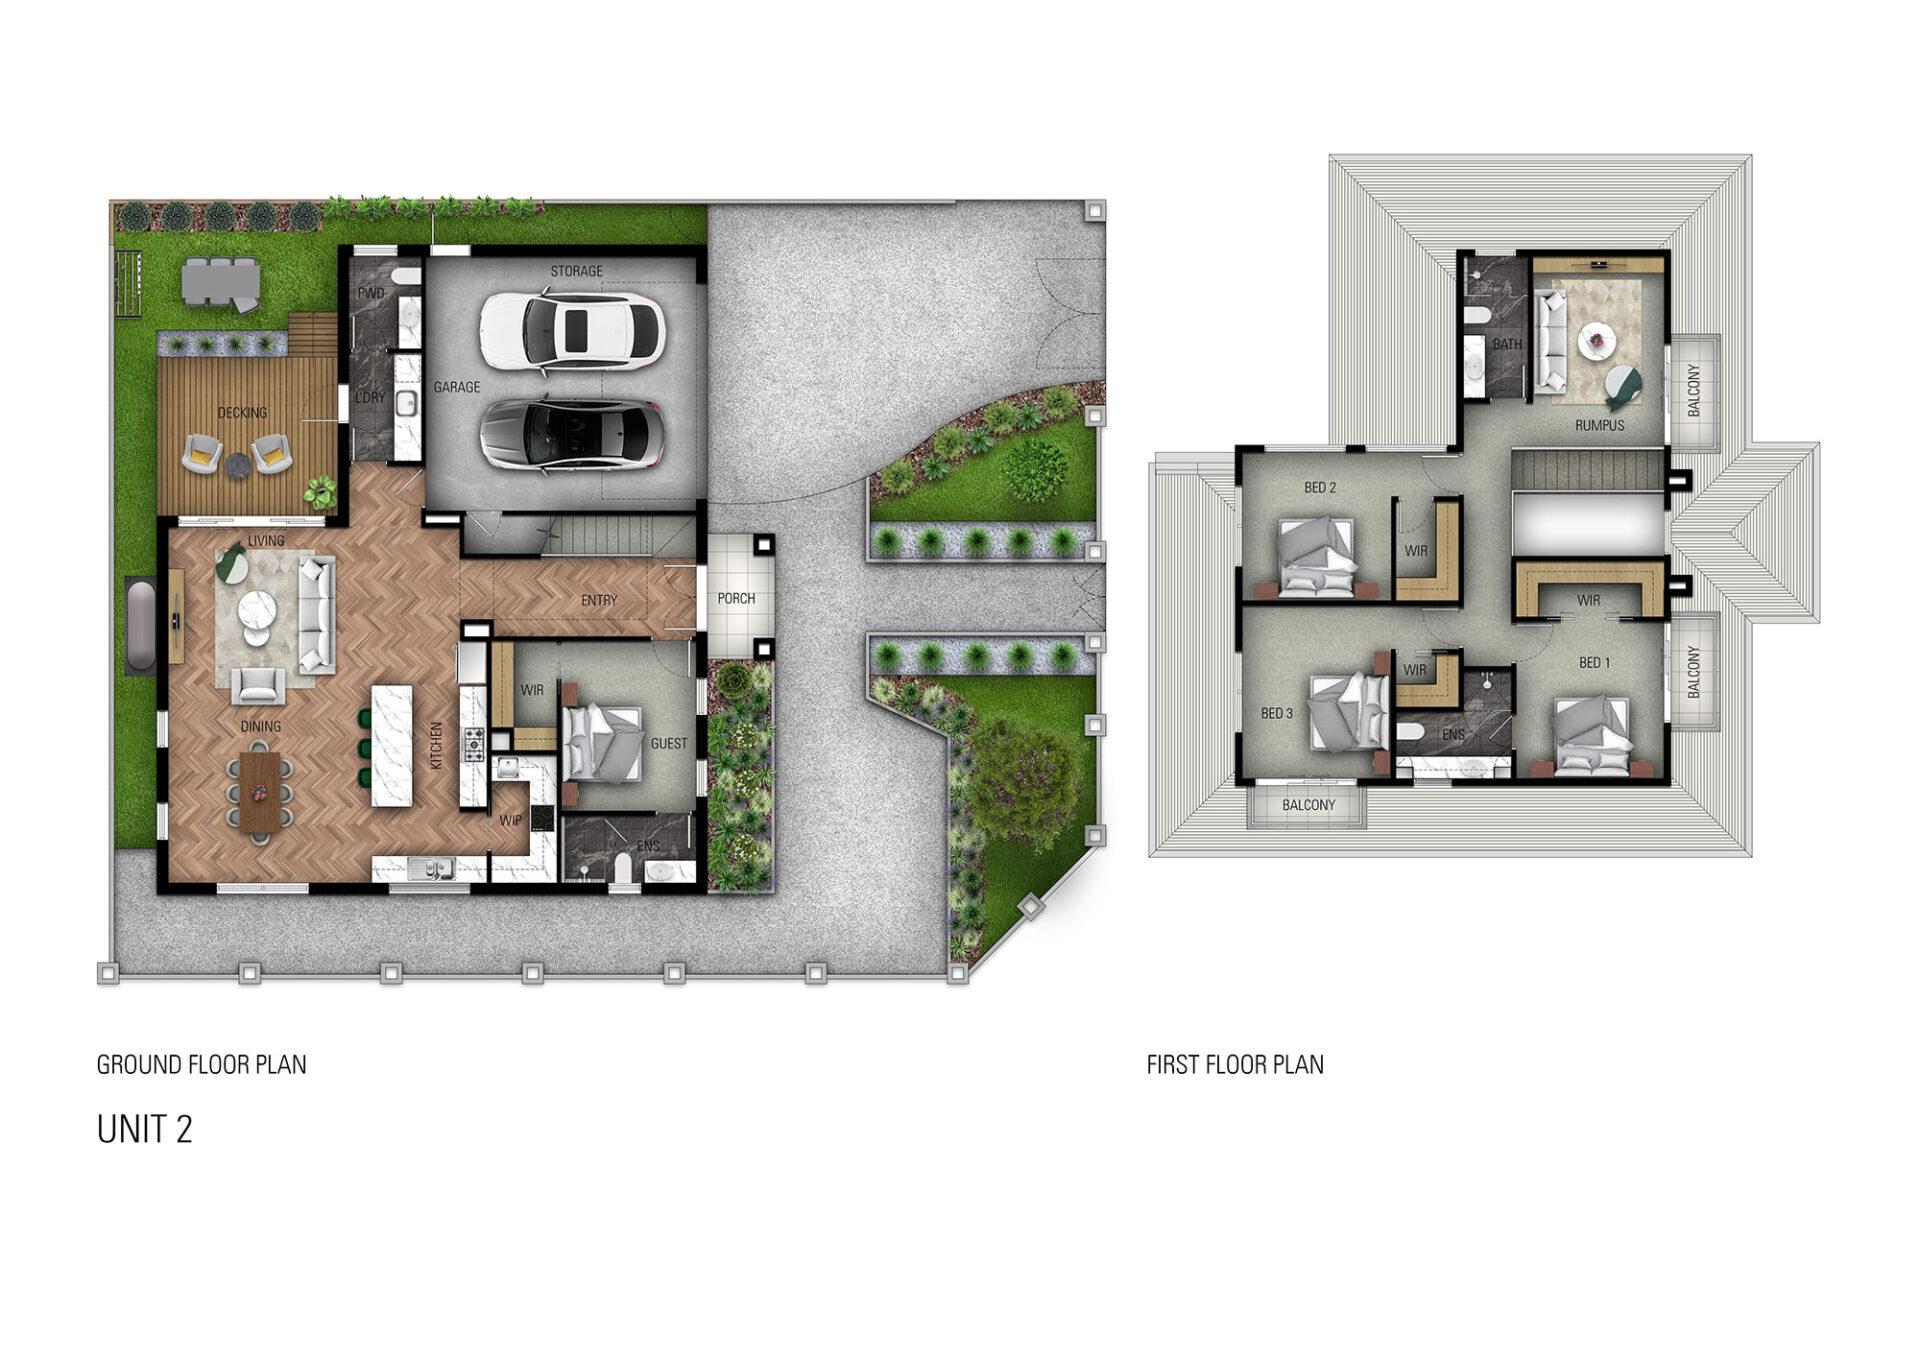 STORAGE
PWD
GARAGE
L'DRY
DECKING
LIVING
ENTRY
PORCH
WIR
DINING
KITCHEN
GUEST
WIP
ENS
BATH
BALCONY
RUMPUS
BED 2
WIR
WIR
BED 1
WIR
BALCONY
BED 3
ENS
BALCONY
GROUND FLOOR PLAN
FIRST FLOOR PLAN
UNIT 2